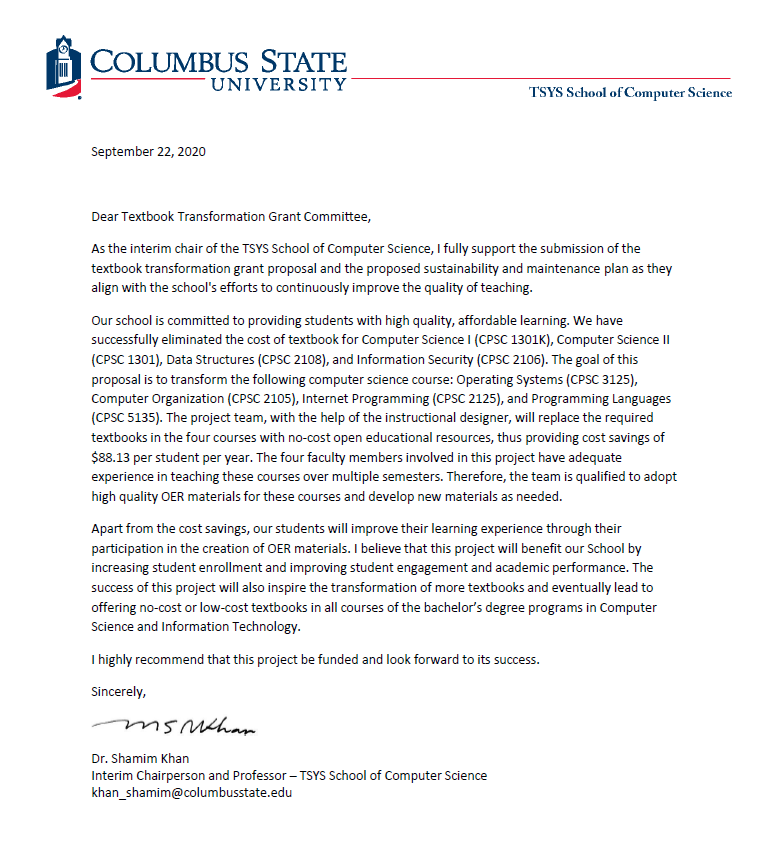 COLUMBUS STATE
UNIVERSITY
TSYS School of Computer Science
September 22, 2020
Dear Textbook Transformation Grant Committee,
As the interim chair of the TSYS School of Computer Science, I fully support the submission of the
textbook transformation grant proposal and the proposed sustainability and maintenance plan as they
align with the school's efforts to continuously improve the quality of teaching.
Our school is committed to providing students with high quality, affordable learning. We have
successfully eliminated the cost of textbook for Computer Science I (CPSC 1301K), Computer Science II
(CPSC 1301), Data Structures (CPSC 2108), and Information Security (CPSC 2106). The goal of this
proposal is to transform the following computer science course: Operating Systems (CPSC 3125),
Computer Organization (CPSC 2105), Internet Programming (CPSC 2125), and Programming Languages
(CPSC 5135). The project team, with the help of the instructional designer, will replace the required
textbooks in the four courses with no-cost open educational resources, thus providing cost savings of
$88.13 per student per year. The four faculty members involved in this project have adequate
experience in teaching these courses over multiple semesters. Therefore, the team is qualified to adopt
high quality OER materials for these courses and develop new materials as needed.
Apart from the cost savings, our students will improve their learning experience through their
participation in the creation of OER materials. I believe that this project will benefit our School by
increasing student enrollment and improving student engagement and academic performance. The
success of this project will also inspire the transformation of more textbooks and eventually lead to
offering no-cost or low-cost textbooks in all courses of the bachelor's degree programs in Computer
Science and Information Technology.
I highly recommend that this project be funded and look forward to its success.
Sincerely,
MSNKhan
Dr. Shamim Khan
Interim Chairperson and Professor – TSYS School of Computer Science
khan_shamim@columbusstate.edu